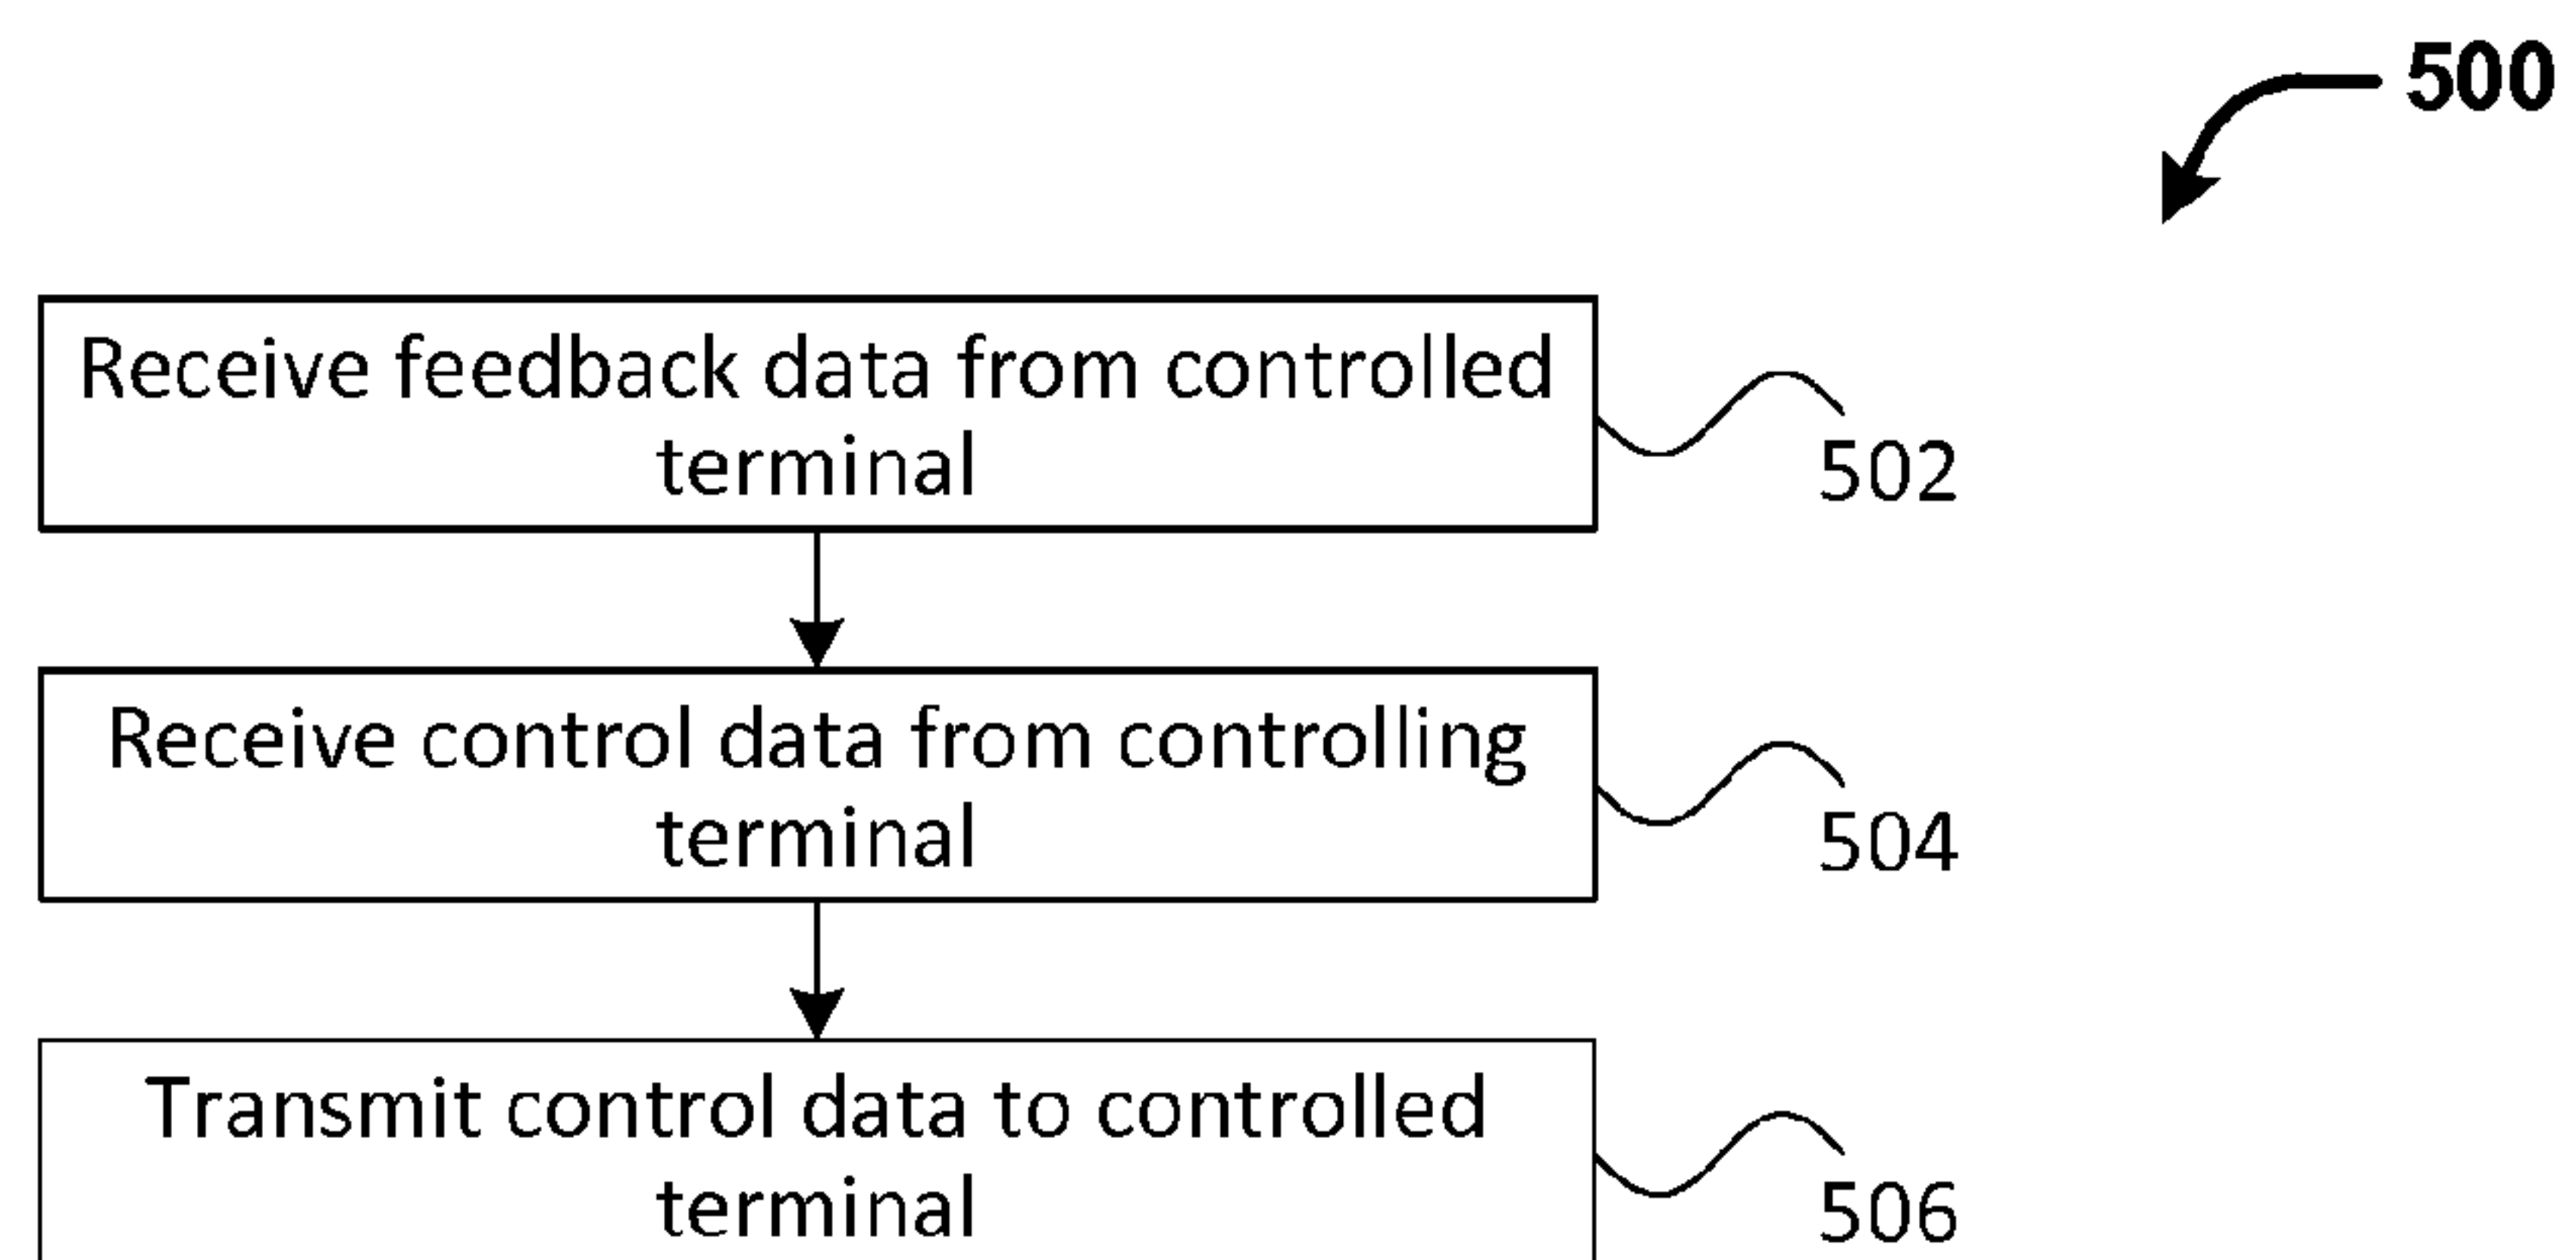 500
Receive feedback data from controlled
terminal
502
Receive control data from controlling
terminal
504
Transmit control data to controlled
terminal
506